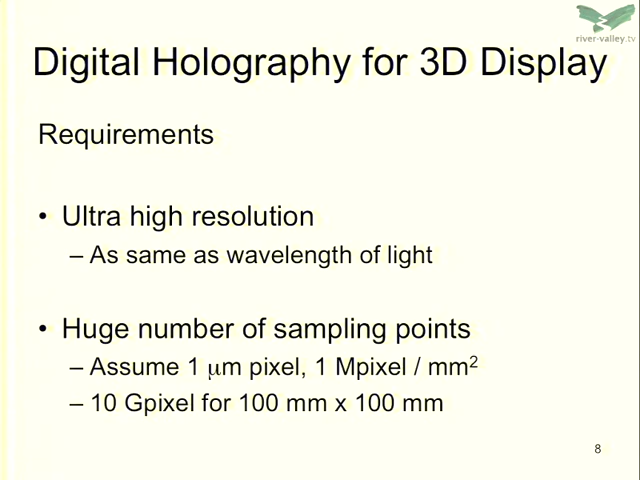 river-valley.tv
Digital Holography for 3D Display
Requirements
• Ultra high resolution
– As same as wavelength of light
• Huge number of sampling points
– Assume 1 μm pixel, 1 Mpixel / mm²
– 10 Gpixel for 100 mm x 100 mm
8